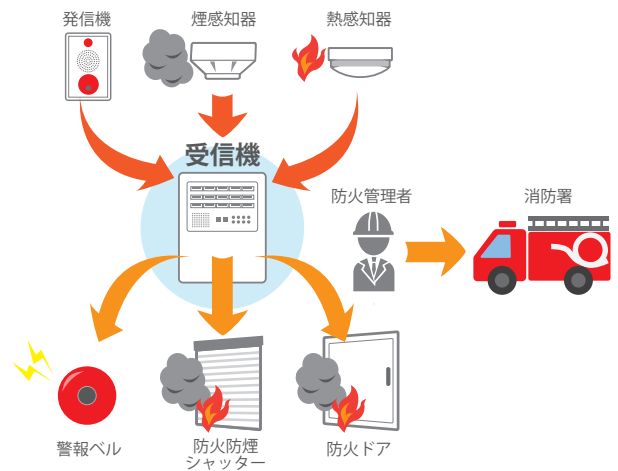 発信機
煙感知器
熱感知器
受信機
防火管理者
消防署
警報ベル
防火防煙
シャッター
防火ドア